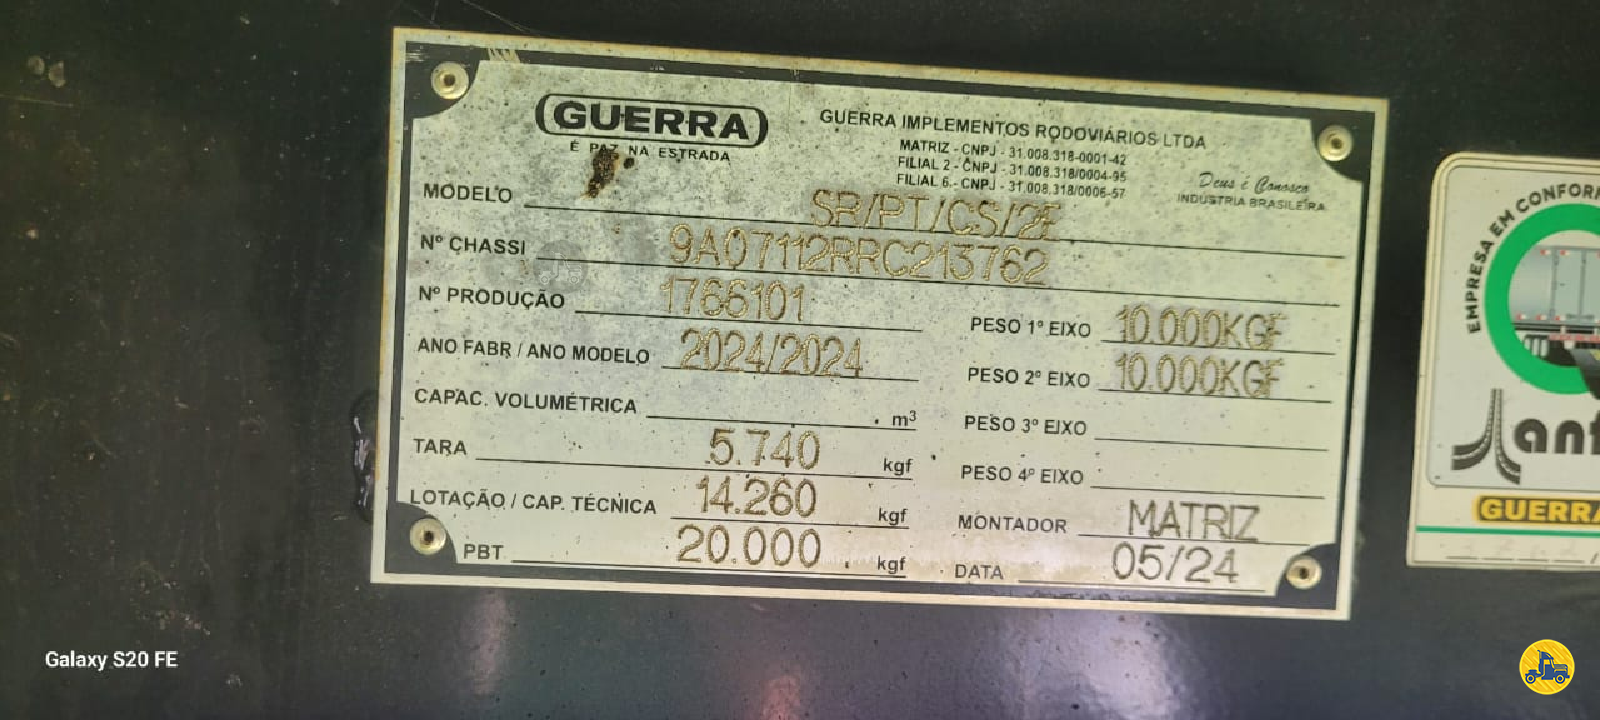 GUERRA
É PAZ NA ESTRADA
GUERRA IMPLEMENTOS RODOVIÁRIOS LTDA
MATRIZ - CNPJ - 31.008.318-0001-42
FILIAL 2 - CNPJ - 31.008.318/0004-95
FILIAL 6 - CNPJ - 31.008.318/0006-57
Deus é Conosco
INDÚSTRIA BRASILEIRA
MODELO SR/PT/CS/2E
Nº CHASSI 9A07112RRC213762
Nº PRODUÇÃO 1766101
PESO 1º EIXO 10.000KGF
ANO FABR / ANO MODELO 2024/2024
PESO 2º EIXO 10.000KGF
CAPAC. VOLUMÉTRICA m³
PESO 3º EIXO
TARA 5.740 kgf
PESO 4º EIXO
LOTAÇÃO / CAP. TÉCNICA 14.260 kgf
MONTADOR MATRIZ
PBT 20.000 kgf
DATA 05/24
EMPRESA EM CONFOR
anf
GUERRA
Galaxy S20 FE